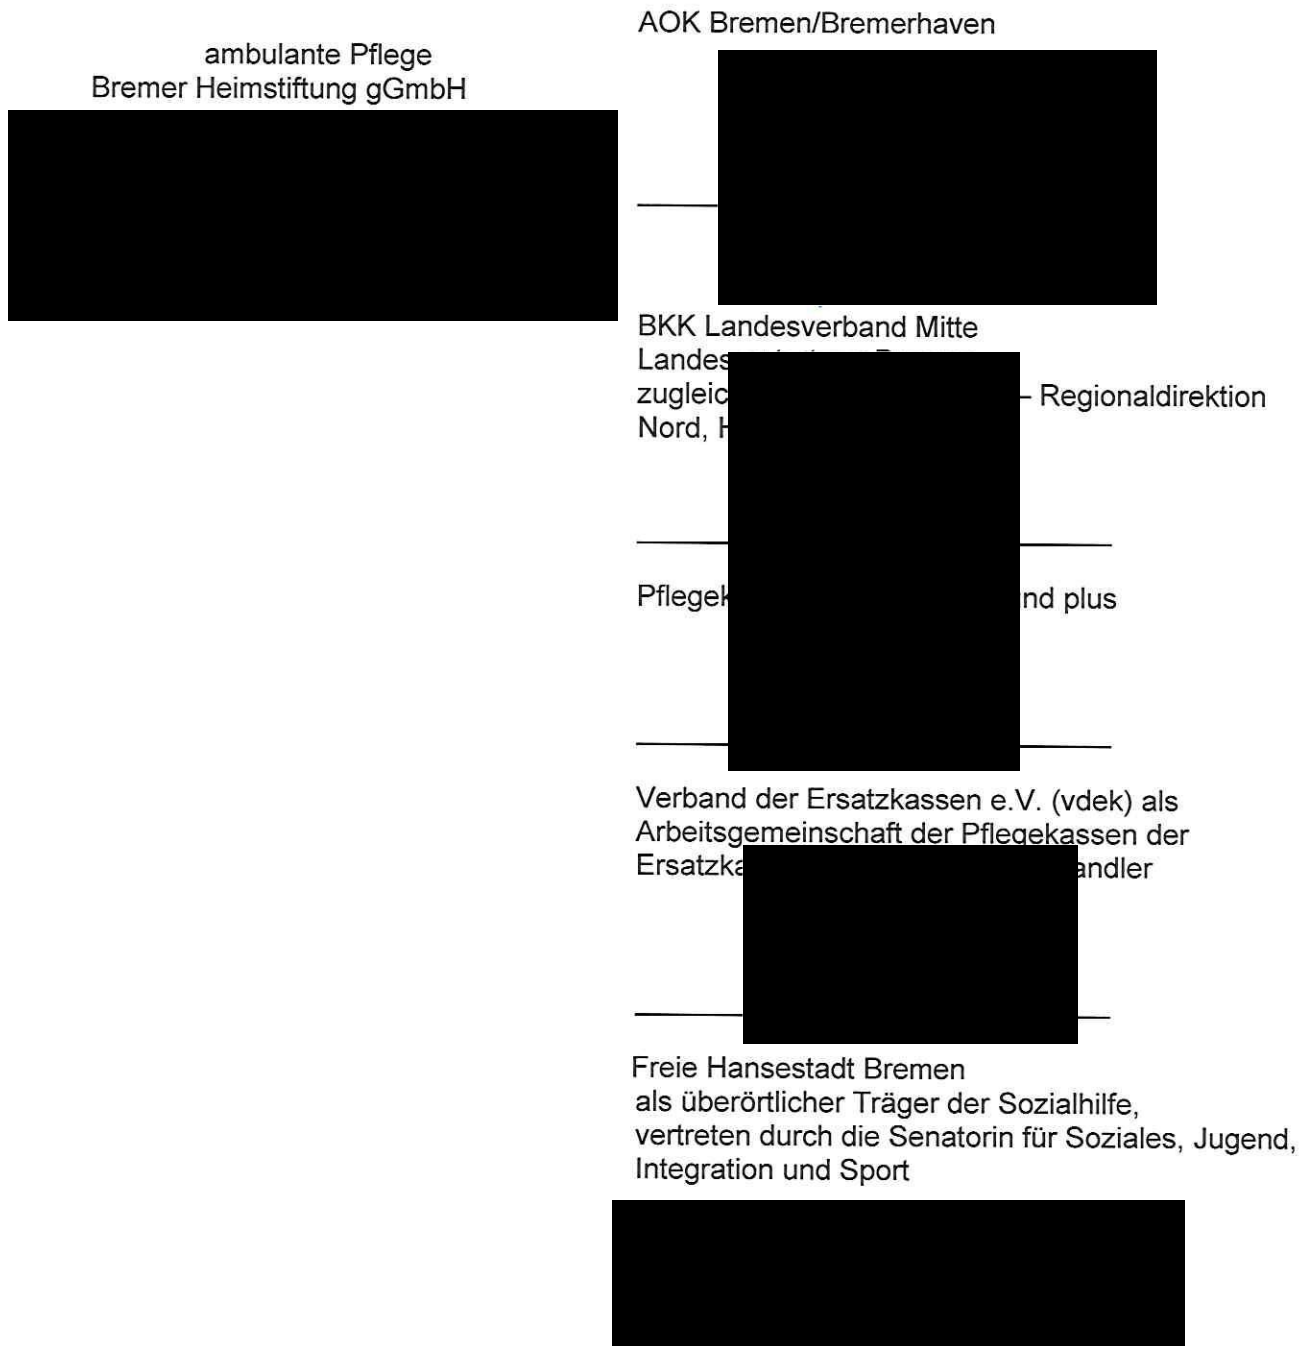 ambulante Pflege
Bremer Heimstiftung gGmbH
AOK Bremen/Bremerhaven
BKK Landesverband Mitte
Landes
zugleic – Regionaldirektion
Nord, H
Pflegek nd plus
Verband der Ersatzkassen e.V. (vdek) als
Arbeitsgemeinschaft der Pflegekassen der
Ersatzka andler
Freie Hansestadt Bremen
als überörtlicher Träger der Sozialhilfe,
vertreten durch die Senatorin für Soziales, Jugend,
Integration und Sport